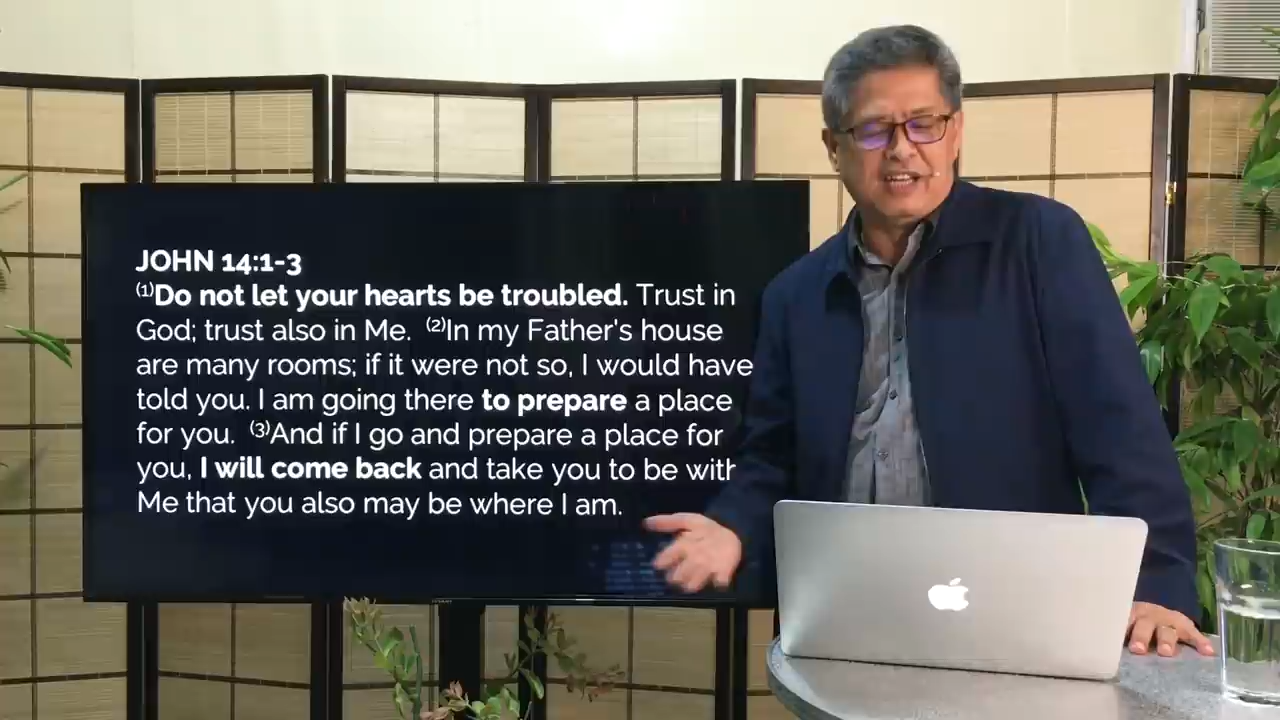 JOHN 14:1-3
(1)Do not let your hearts be troubled. Trust in
God; trust also in Me. (2)In my Father's house
are many rooms; if it were not so, I would have
told you. I am going there to prepare a place
for you. (3)And if I go and prepare a place for
you, I will come back and take you to be with
Me that you also may be where I am.